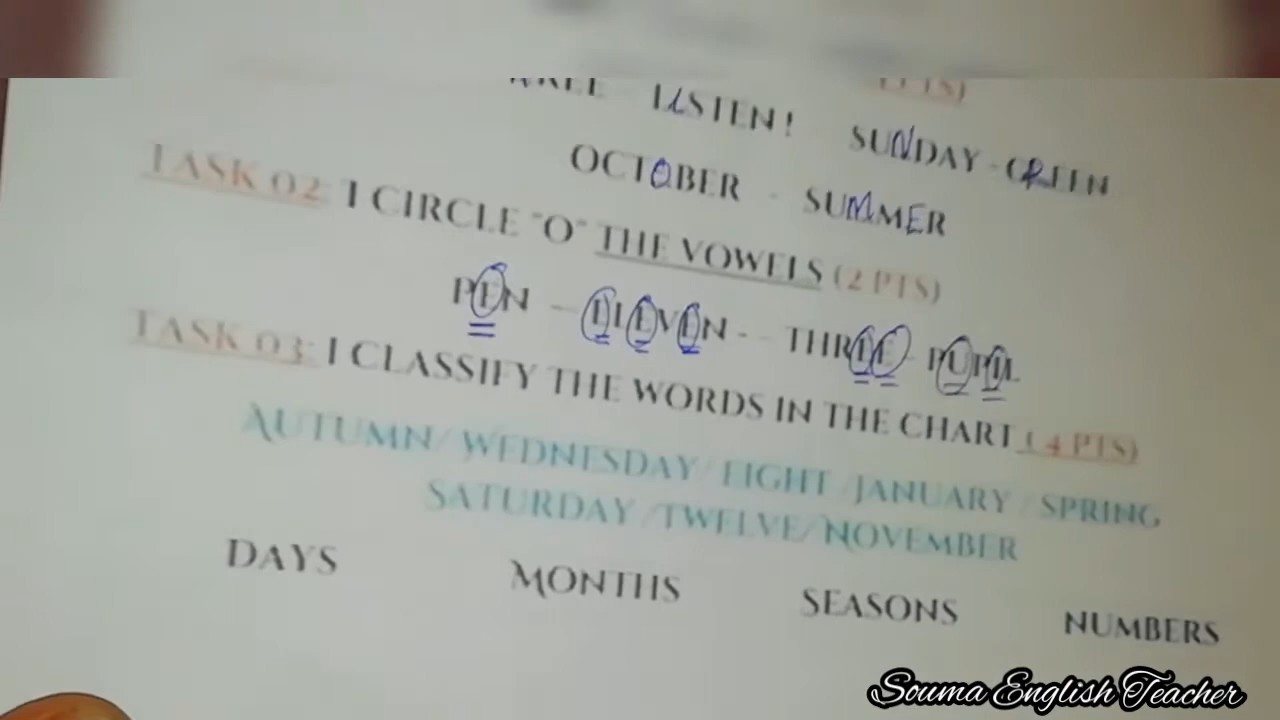 LISTEN! SUNDAY - GREEN
OCTOBER - SUMMER
TASK 02: I CIRCLE "O" THE VOWELS (2 PTS)
PEN - ELEVEN - THREE PUPIL
TASK 03: I CLASSIFY THE WORDS IN THE CHART (4 PTS)
AUTUMN / WEDNESDAY / EIGHT / JANUARY / SPRING
SATURDAY / TWELVE / NOVEMBER
DAYS MONTHS SEASONS NUMBERS
Souma English Teacher